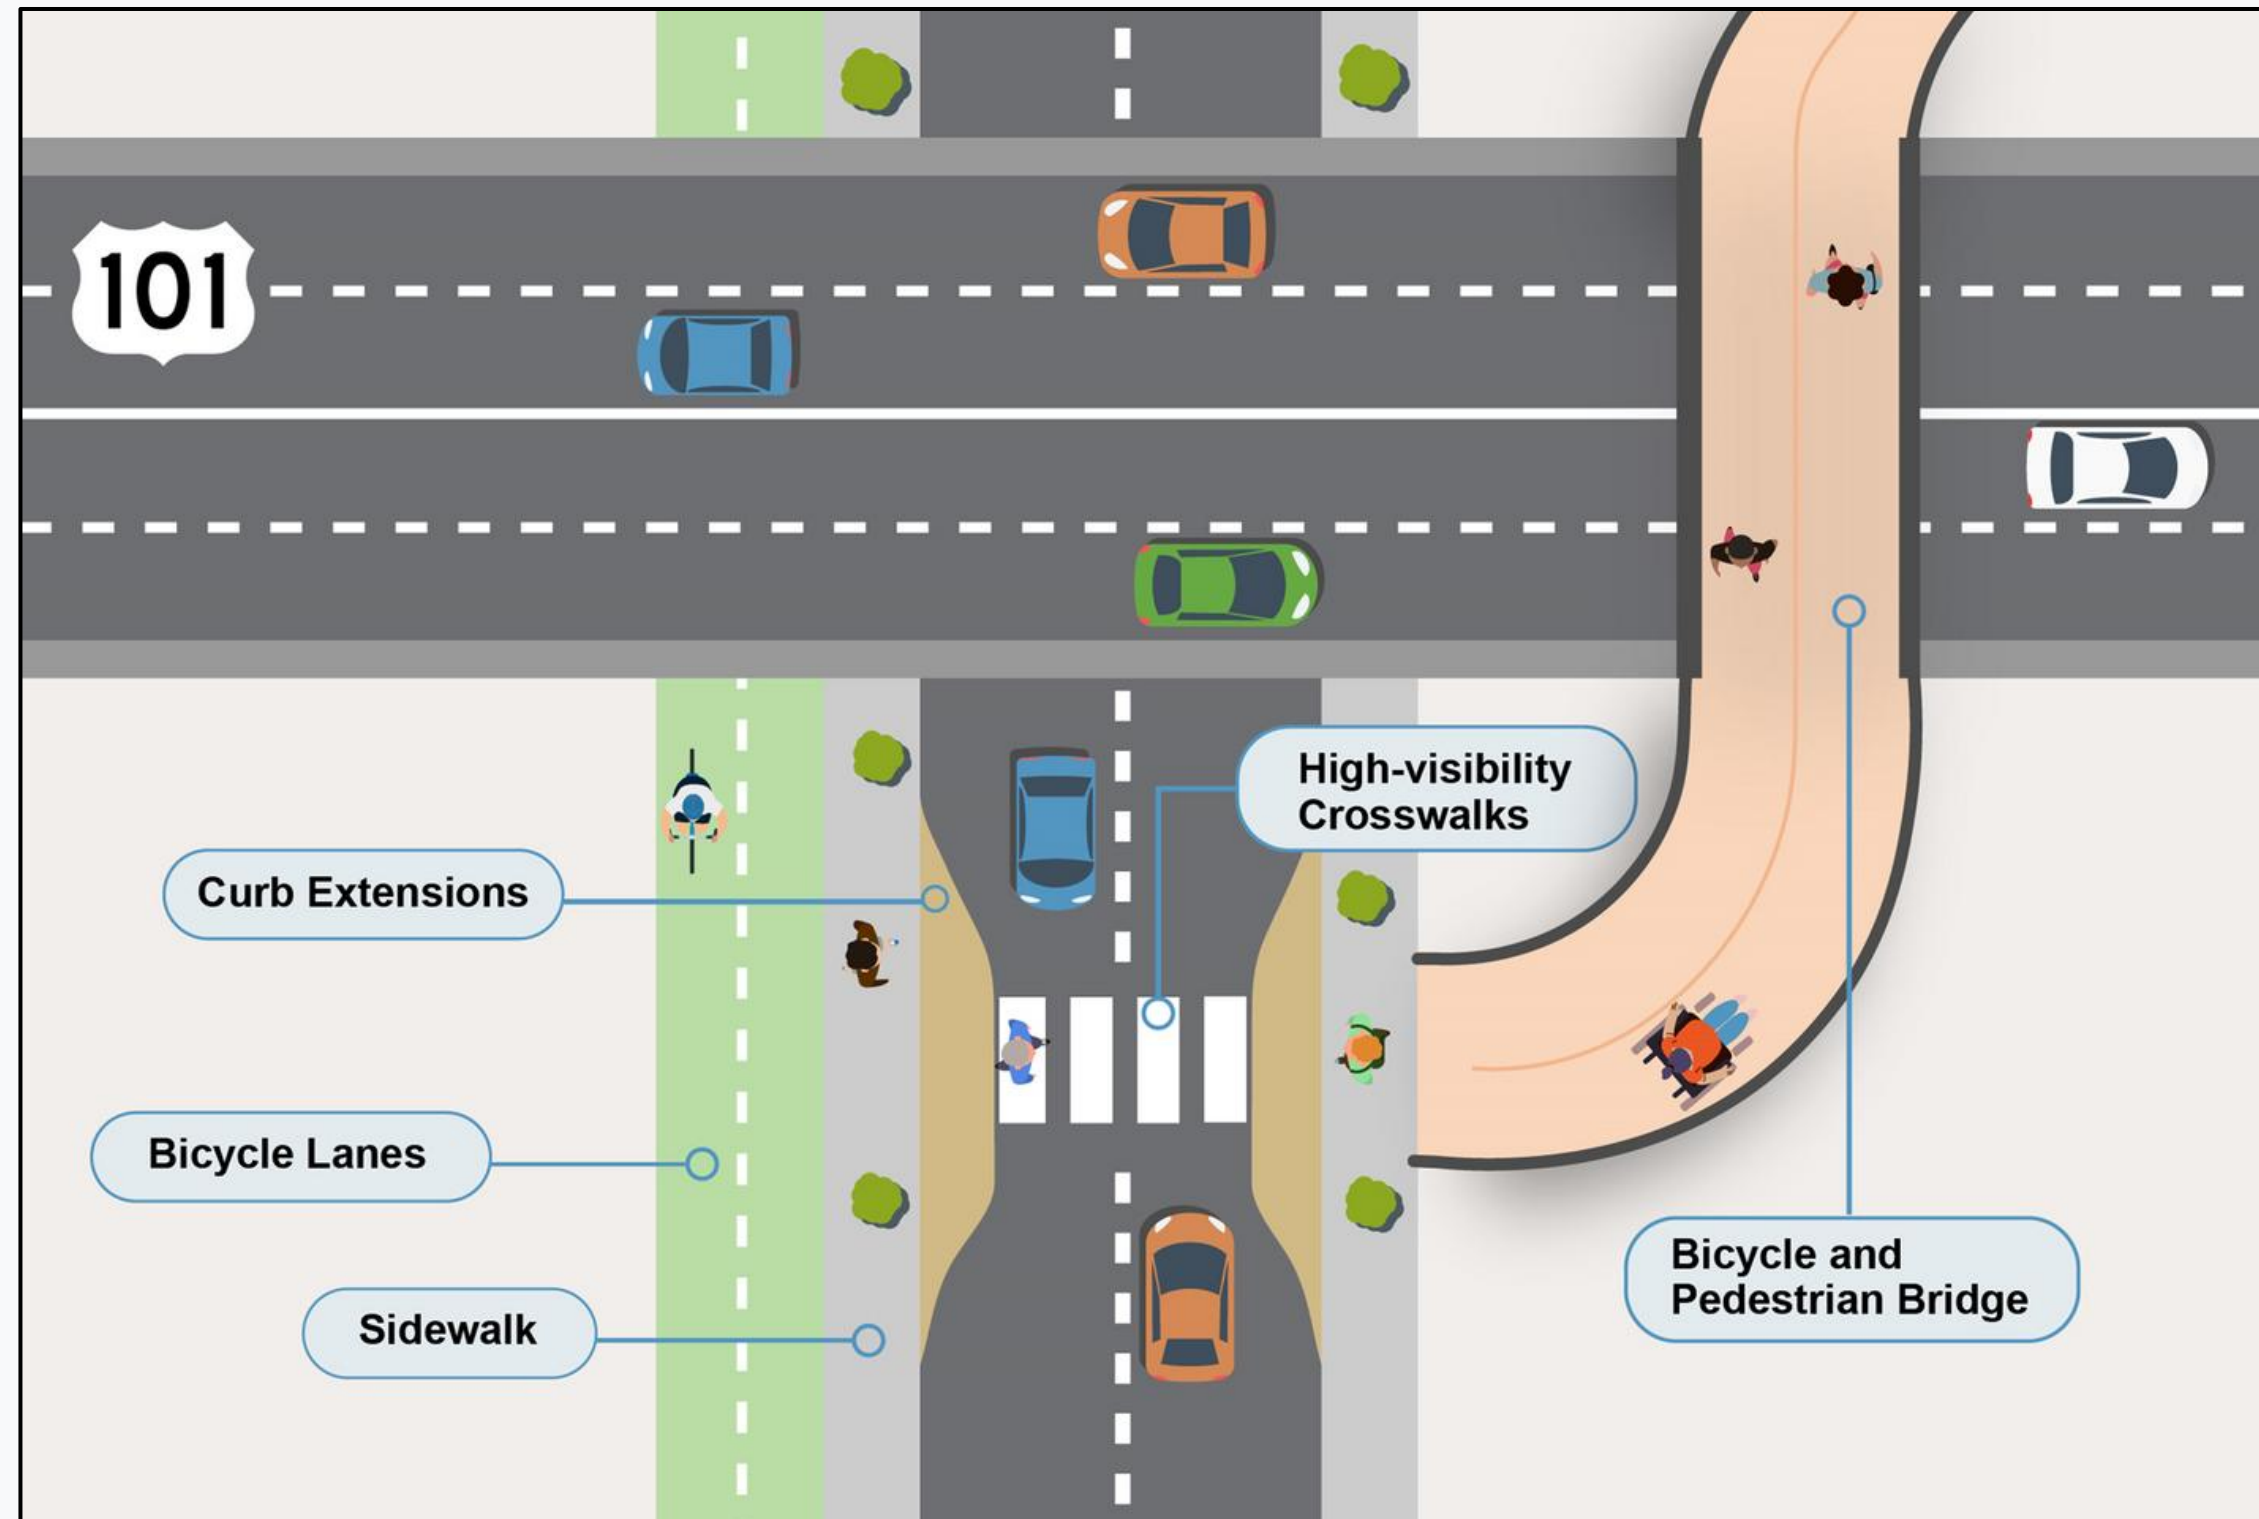 101
High-visibility
Crosswalks
Curb Extensions
Bicycle Lanes
Sidewalk
Bicycle and
Pedestrian Bridge